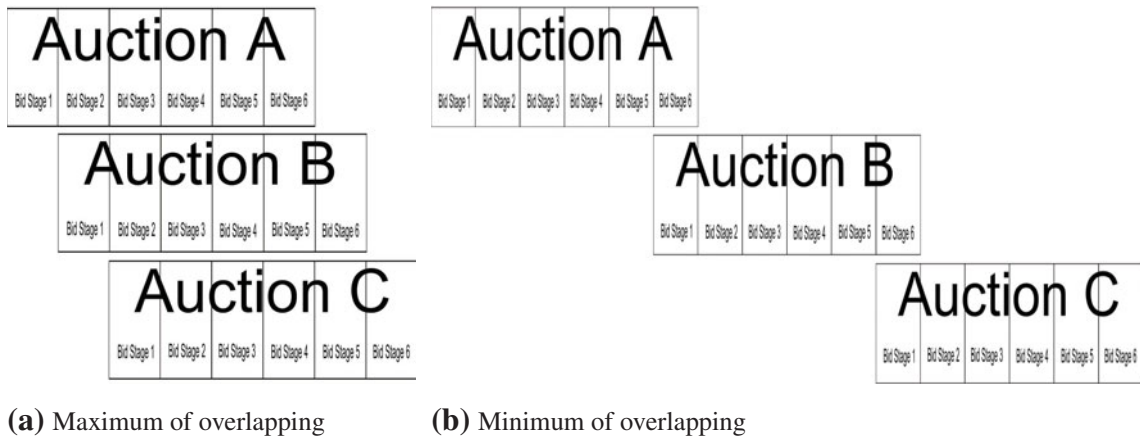 Auction A
Bid Stage 1 Bid Stage 2 Bid Stage 3 Bid Stage 4 Bid Stage 5 Bid Stage 6
Auction B
Bid Stage 1 Bid Stage 2 Bid Stage 3 Bid Stage 4 Bid Stage 5 Bid Stage 6
Auction C
Bid Stage 1 Bid Stage 2 Bid Stage 3 Bid Stage 4 Bid Stage 5 Bid Stage 6
(a) Maximum of overlapping
Auction A
Bid Stage 1 Bid Stage 2 Bid Stage 3 Bid Stage 4 Bid Stage 5 Bid Stage 6
Auction B
Bid Stage 1 Bid Stage 2 Bid Stage 3 Bid Stage 4 Bid Stage 5 Bid Stage 6
Auction C
Bid Stage 1 Bid Stage 2 Bid Stage 3 Bid Stage 4 Bid Stage 5 Bid Stage 6
(b) Minimum of overlapping